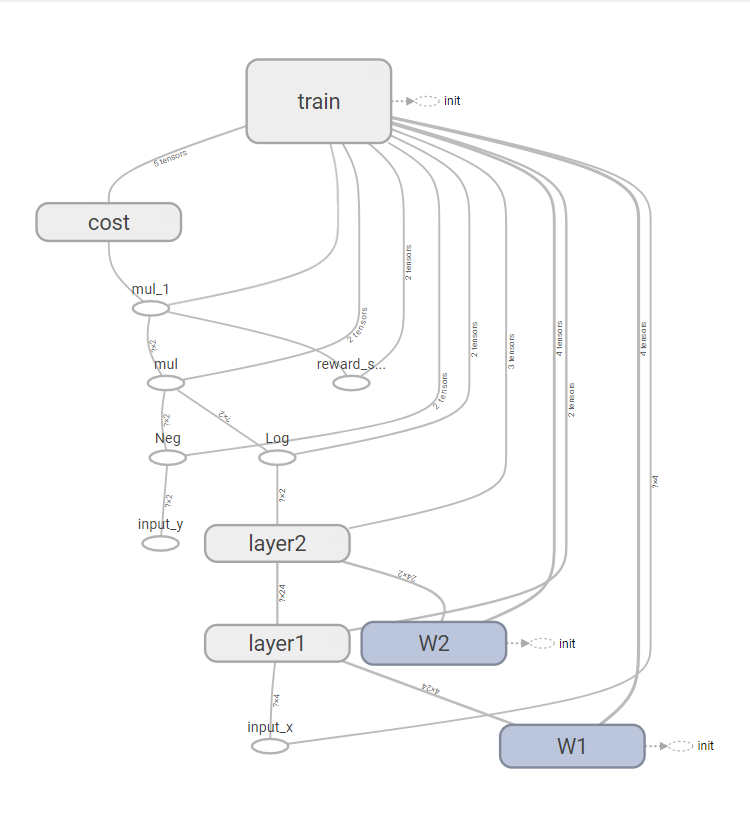 train
init
5 tensors
cost
2 tensors
mul_1
2 tensors
2 tensors
3 tensors
4 tensors
4 tensors
?×2
mul
reward_s...
2 tensors
2 tensors
?×2
?×2
Neg
Log
?×4
?×2
?×2
input_y
layer2
24×2
?×24
layer1
W2
init
4×24
?×4
input_x
W1
init